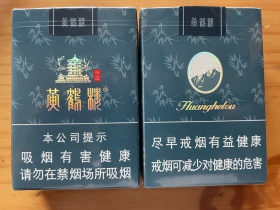 黄鹤楼
黄鹤楼
本公司提示
吸烟有害健康
请勿在禁烟场所吸烟
黄鹤楼
Huanghelou
尽早戒烟有益健康
戒烟可减少对健康的危害